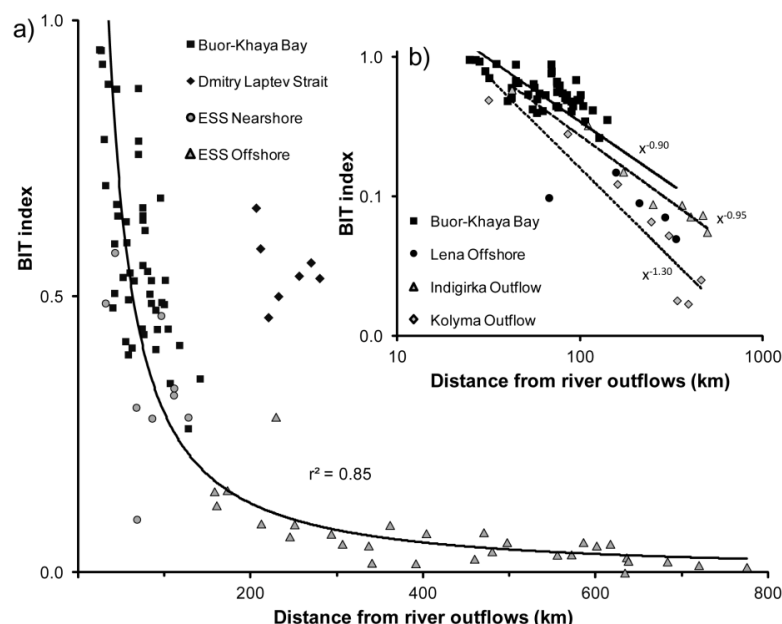 a)
1.0
0.5
0.0
BIT index
Buor-Khaya Bay
Dmitry Laptev Strait
ESS Nearshore
ESS Offshore
r² = 0.85
200
400
600
800
Distance from river outflows (km)
b)
1.0
0.1
0.0
BIT index
x-0.90
x-0.95
x-1.30
Buor-Khaya Bay
Lena Offshore
Indigirka Outflow
Kolyma Outflow
10
100
1000
Distance from river outflows (km)